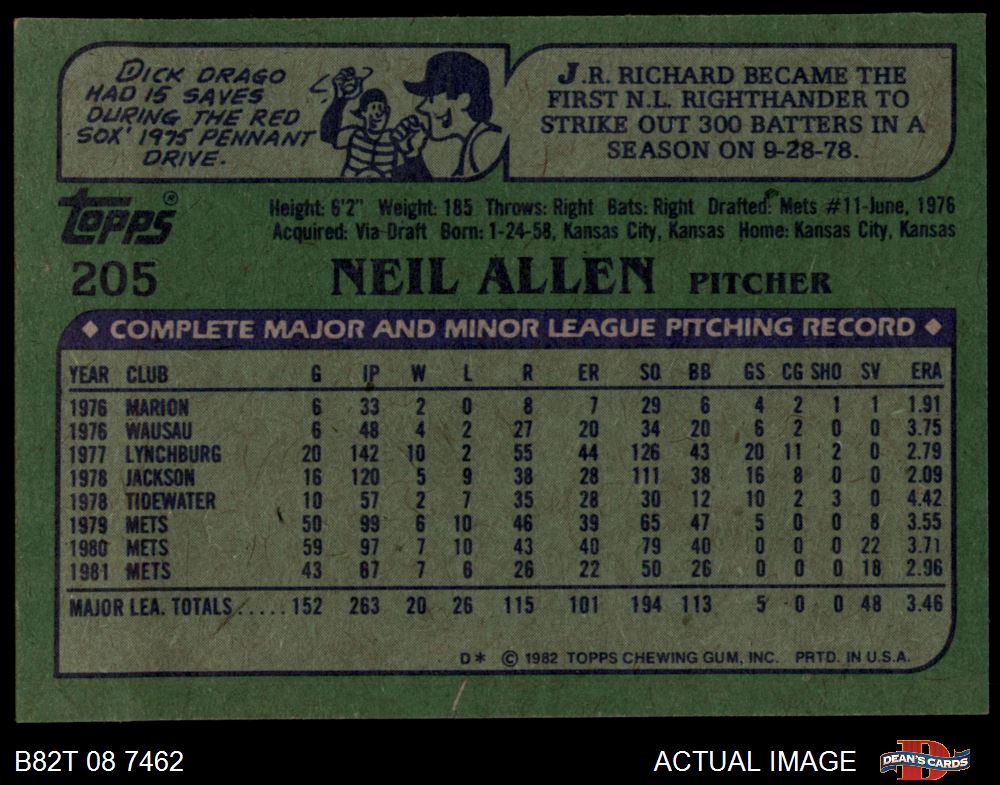 DICK DRAGO
HAD 15 SAVES
DURING THE RED
SOX' 1975 PENNANT
DRIVE.
J.R. RICHARD BECAME THE
FIRST N.L. RIGHTHANDER TO
STRIKE OUT 300 BATTERS IN A
SEASON ON 9-28-78.
TOPPS®
Height: 6'2" Weight: 185 Throws: Right Bats: Right Drafted: Mets #11-June, 1976
Acquired: Via Draft Born: 1-24-58, Kansas City, Kansas Home: Kansas City, Kansas
205 NEIL ALLEN PITCHER
◆ COMPLETE MAJOR AND MINOR LEAGUE PITCHING RECORD ◆
YEAR CLUB G IP W L R ER SO BB GS CG SHO SV ERA
1976 MARION 6 33 2 0 8 7 29 6 4 2 1 1 1.91
1976 WAUSAU 6 48 4 2 27 20 34 20 6 2 0 0 3.75
1977 LYNCHBURG 20 142 10 2 55 44 126 43 20 11 2 0 2.79
1978 JACKSON 16 120 5 9 38 28 111 38 16 8 0 0 2.09
1978 TIDEWATER 10 57 2 7 35 28 30 12 10 2 3 0 4.42
1979 METS 50 99 6 10 46 39 65 47 5 0 0 8 3.55
1980 METS 59 97 7 10 43 40 79 40 0 0 0 22 3.71
1981 METS 43 67 7 6 26 22 50 26 0 0 0 18 2.96
MAJOR LEA. TOTALS.....152 263 20 26 115 101 194 113 5 0 0 48 3.46
D* © 1982 TOPPS CHEWING GUM, INC. PRTD. IN U.S.A.
B82T 08 7462 ACTUAL IMAGE DEAN'S CARDS